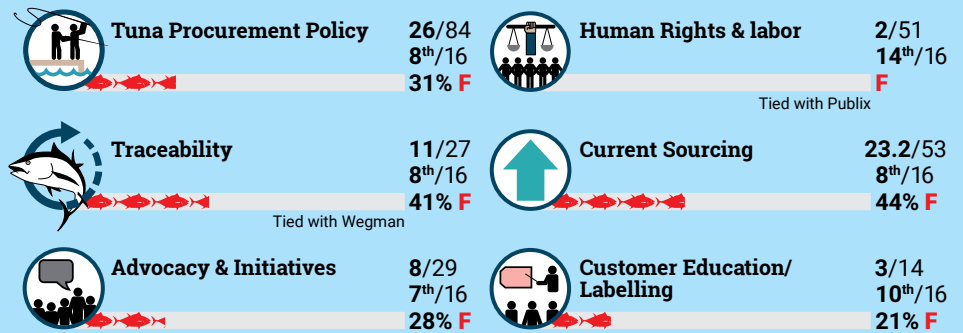 Tuna Procurement Policy 26/84
8th/16
31% F
Human Rights & labor 2/51
14th/16
F
Tied with Publix
Traceability 11/27
8th/16
41% F
Tied with Wegman
Current Sourcing 23.2/53
8th/16
44% F
Advocacy & Initiatives 8/29
7th/16
28% F
Customer Education/ 3/14
Labelling 10th/16
21% F